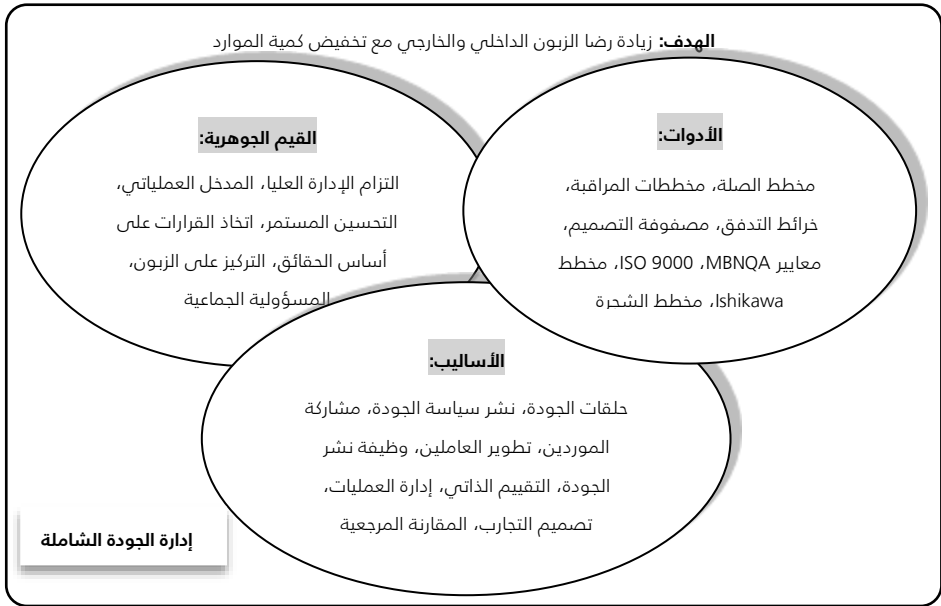 الهدف: زيادة رضا الزبون الداخلي والخارجي مع تخفيض كمية الموارد
الأدوات:
مخطط الصلة، مخططات المراقبة،
خرائط التدفق، مصفوفة التصميم،
معايير ISO 9000 ،MBNQA، مخطط
Ishikawa، مخطط الشجرة
القيم الجوهرية:
التزام الإدارة العليا، المدخل العملياتي،
التحسين المستمر، اتخاذ القرارات على
أساس الحقائق، التركيز على الزبون،
المسؤولية الجماعية
الأساليب:
حلقات الجودة، نشر سياسة الجودة، مشاركة
الموردين، تطوير العاملين، وظيفة نشر
الجودة، التقييم الذاتي، إدارة العمليات،
تصميم التجارب، المقارنة المرجعية
إدارة الجودة الشاملة